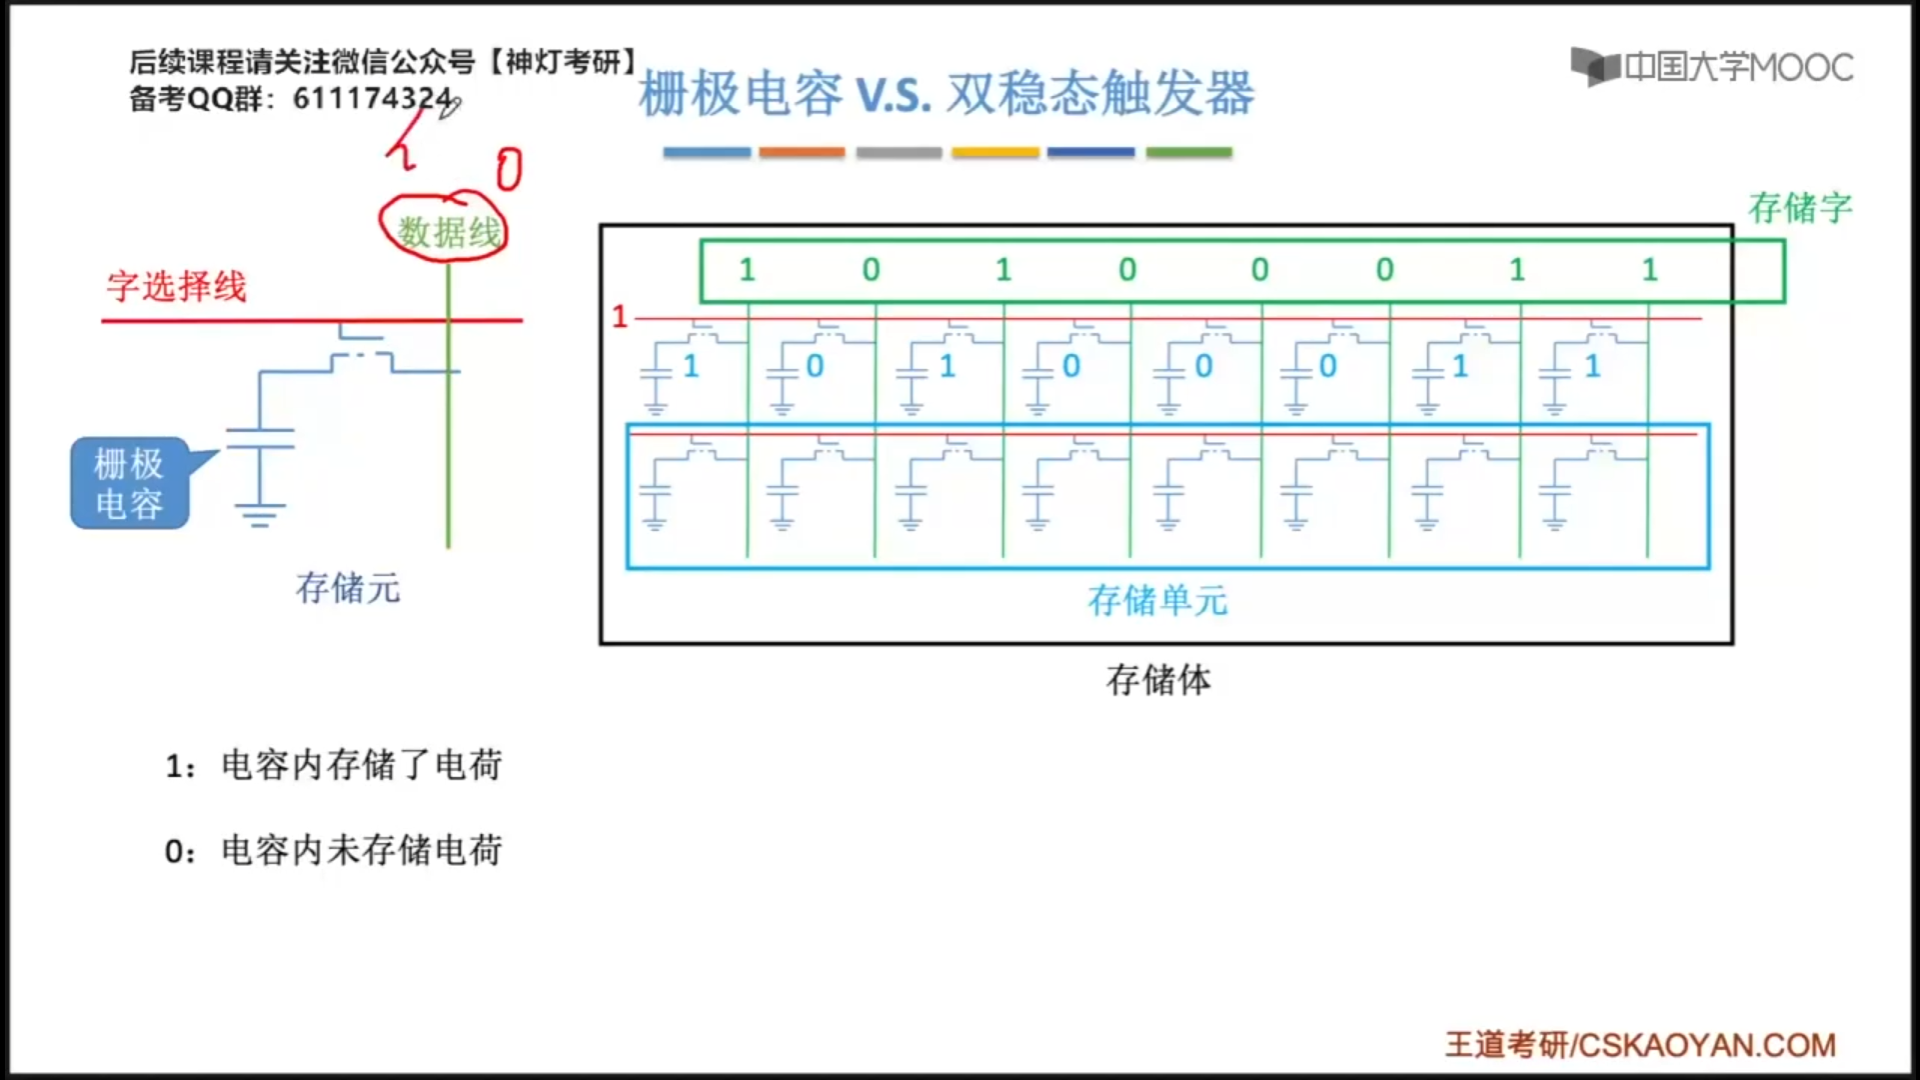 后续课程请关注微信公众号【神灯考研】
备考QQ群：611174324
栅极电容 V.S. 双稳态触发器
中国大学MOOC
0
数据线
字选择线
栅极
电容
存储元
存储字
1 0 1 0 0 0 1 1
1
1 0 1 0 0 0 1 1
存储单元
存储体
1：电容内存储了电荷
0：电容内未存储电荷
王道考研/CSKAOYAN.COM